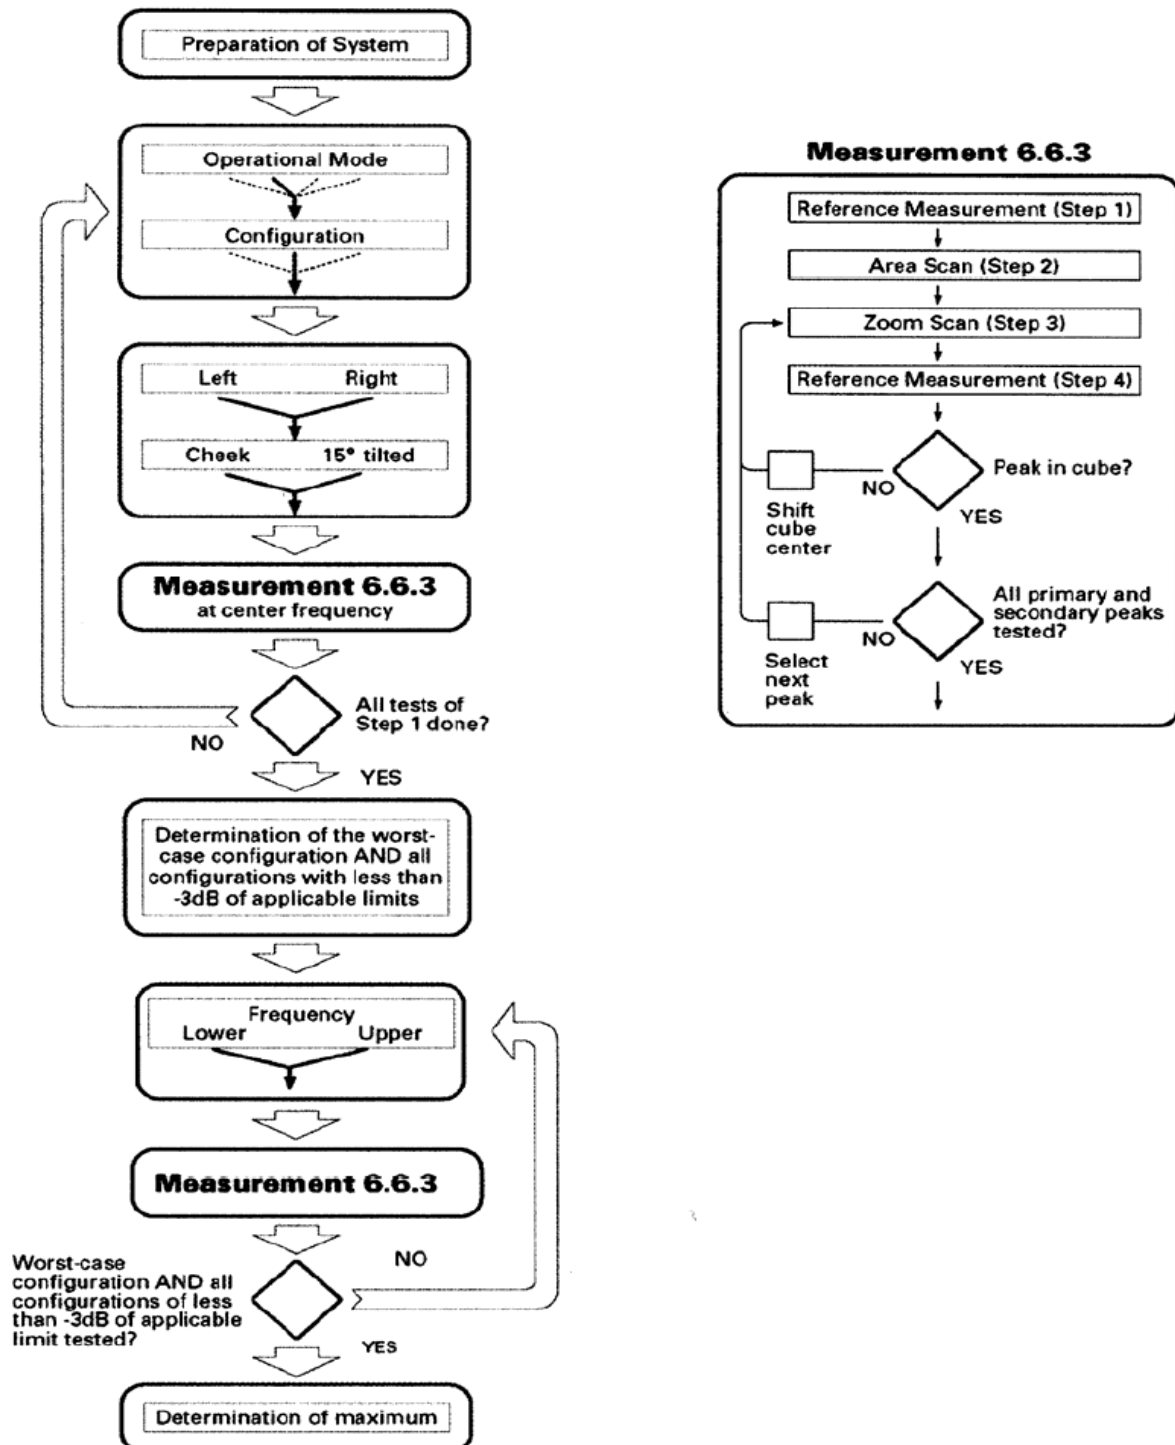 Preparation of System
Operational Mode
Configuration
Left Right
Cheek 15° tilted
Measurement 6.6.3
at center frequency
All tests of
Step 1 done?
NO
YES
Determination of the worst-
case configuration AND all
configurations with less than
-3dB of applicable limits
Frequency
Lower Upper
Measurement 6.6.3
NO
Worst-case
configuration AND all
configurations of less
than -3dB of applicable
limit tested?
YES
Determination of maximum
Measurement 6.6.3
Reference Measurement (Step 1)
Area Scan (Step 2)
Zoom Scan (Step 3)
Reference Measurement (Step 4)
Peak in cube?
NO
YES
Shift
cube
center
All primary and
secondary peaks
tested?
NO
YES
Select
next
peak